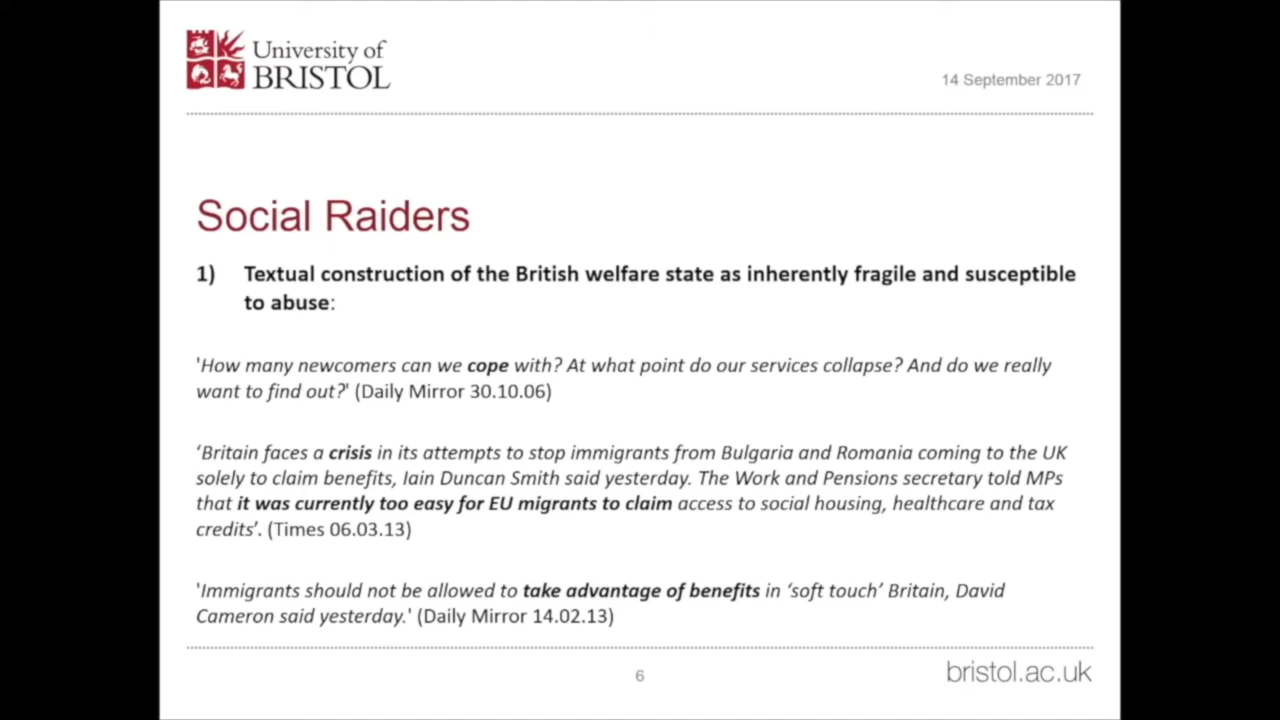 University of
BRISTOL
14 September 2017
Social Raiders
1) Textual construction of the British welfare state as inherently fragile and susceptible
to abuse:
'How many newcomers can we cope with? At what point do our services collapse? And do we really
want to find out?' (Daily Mirror 30.10.06)
‘Britain faces a crisis in its attempts to stop immigrants from Bulgaria and Romania coming to the UK
solely to claim benefits, Iain Duncan Smith said yesterday. The Work and Pensions secretary told MPs
that it was currently too easy for EU migrants to claim access to social housing, healthcare and tax
credits’. (Times 06.03.13)
'Immigrants should not be allowed to take advantage of benefits in ‘soft touch’ Britain, David
Cameron said yesterday.' (Daily Mirror 14.02.13)
6
bristol.ac.uk